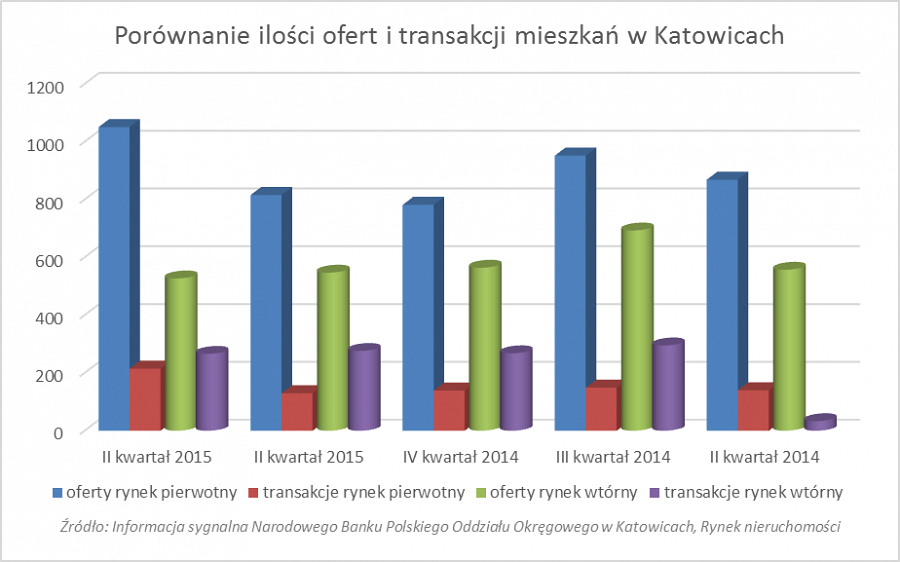 Porównanie ilości ofert i transakcji mieszkań w Katowicach
1200
1000
800
600
400
200
0
II kwartał 2015 II kwartał 2015 IV kwartał 2014 III kwartał 2014 II kwartał 2014
oferty rynek pierwotny transakcje rynek pierwotny oferty rynek wtórny transakcje rynek wtórny
Źródło: Informacja sygnalna Narodowego Banku Polskiego Oddziału Okręgowego w Katowicach, Rynek nieruchomości